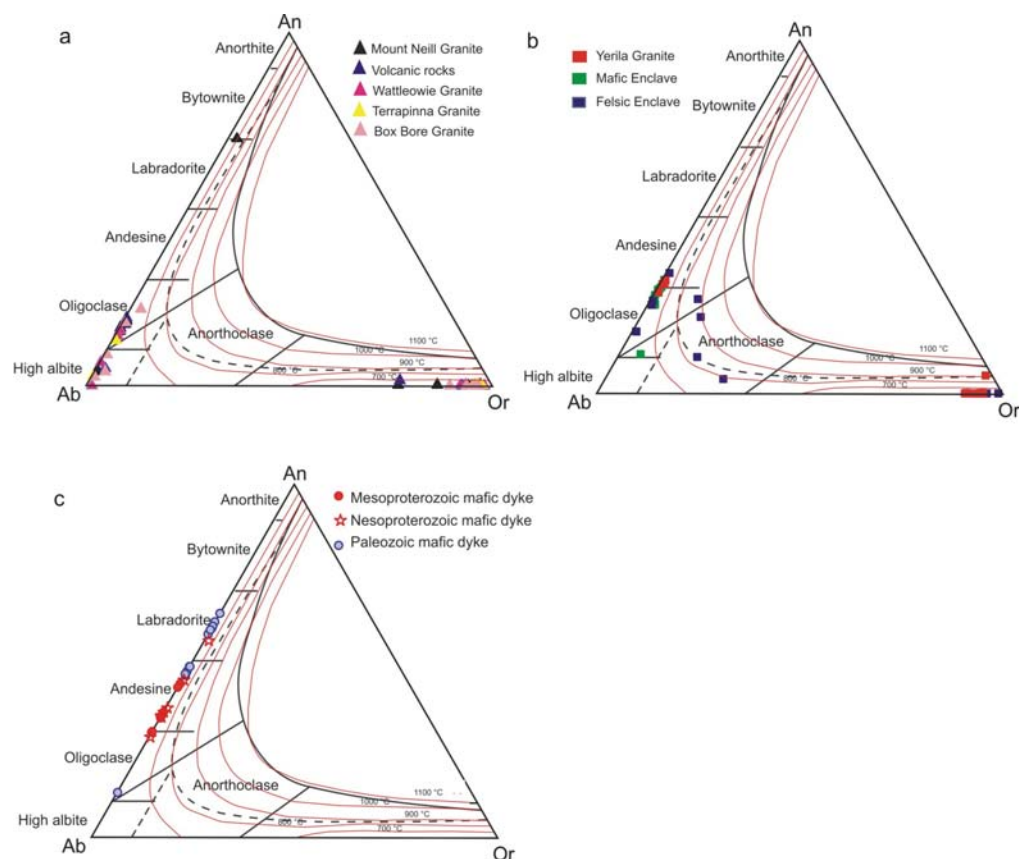 a
An
Anorthite
Bytownite
Labradorite
Andesine
Oligoclase
High albite
Ab
Anorthoclase
Or
1100 °C
1000 °C
900 °C
800 °C
700 °C
Mount Neill Granite
Volcanic rocks
Wattleowie Granite
Terrapinna Granite
Box Bore Granite
b
An
Anorthite
Bytownite
Labradorite
Andesine
Oligoclase
High albite
Ab
Anorthoclase
Or
1100 °C
1000 °C
900 °C
800 °C
700 °C
Yerila Granite
Mafic Enclave
Felsic Enclave
c
An
Anorthite
Bytownite
Labradorite
Andesine
Oligoclase
High albite
Ab
Anorthoclase
Or
1100 °C
1000 °C
900 °C
800 °C
700 °C
Mesoproterozoic mafic dyke
Nesoproterozoic mafic dyke
Paleozoic mafic dyke